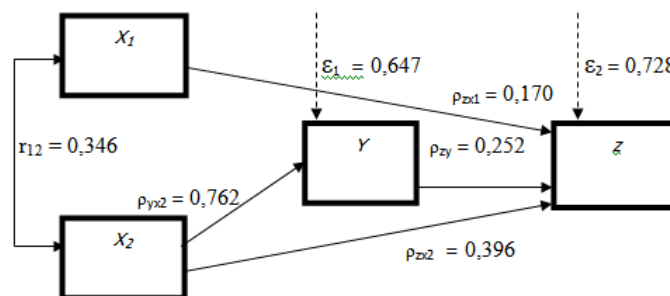 X1
ε1 = 0,647
ε2 = 0,728
ρzx1 = 0,170
r12 = 0,346
Y
ρzy = 0,252
Z
ρyx2 = 0,762
X2
ρzx2 = 0,396